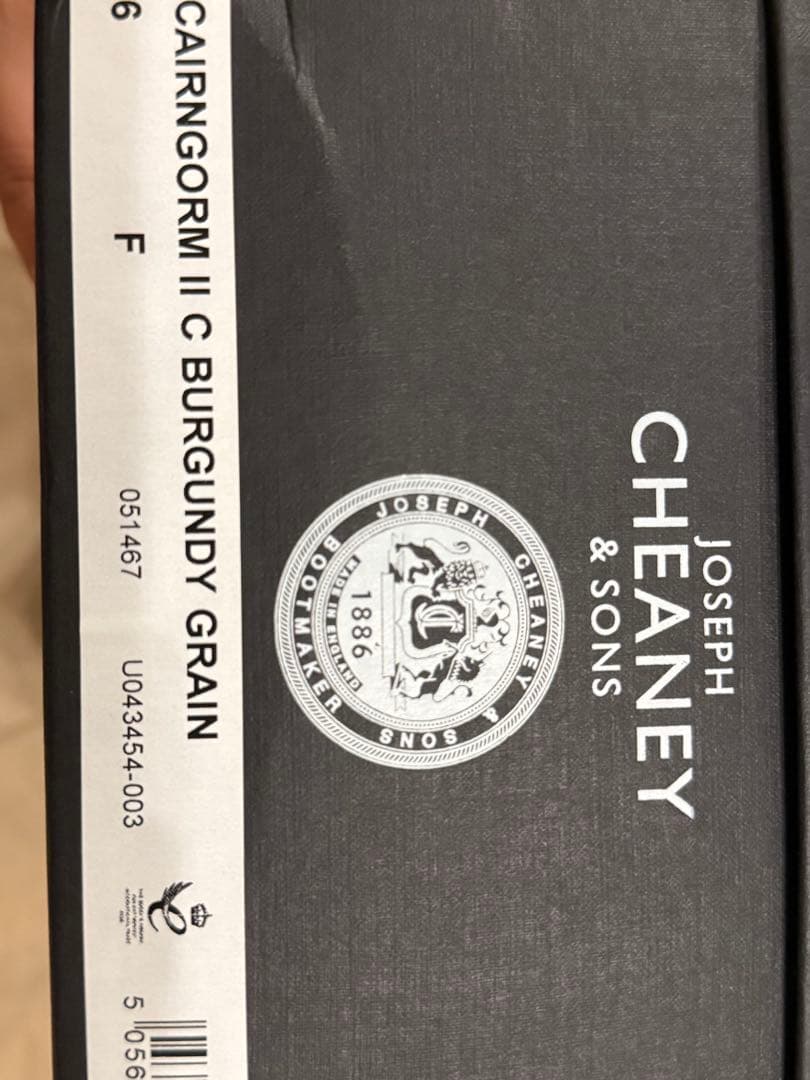 JOSEPH
CHEANEY
& SONS
JOSEPH CHEANEY & SONS
BOOTMAKER
1886
MADE IN ENGLAND
CAIRNGORM II C BURGUNDY GRAIN
6 F 051467 U043454-003
5 056